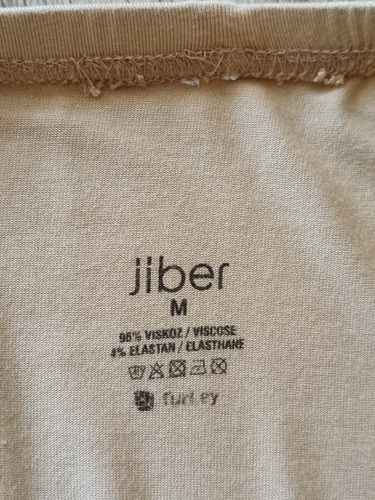 jiber
M
96% VISKOZ / VISCOSE
4% ELASTAN / ELASTHANE
Turkey